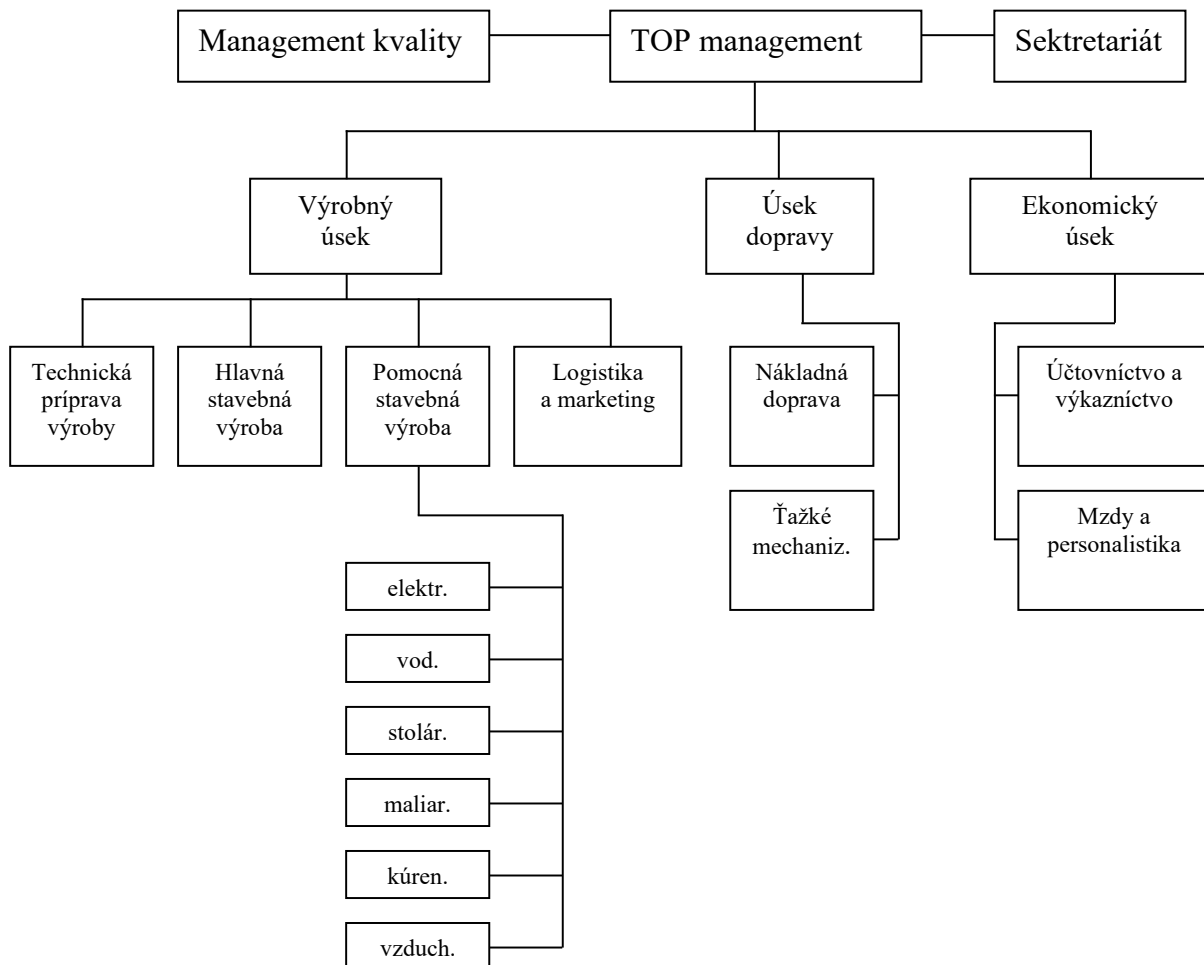 Management kvality
TOP management
Sektretariát
Výrobný
úsek
Úsek
dopravy
Ekonomický
úsek
Technická
príprava
výroby
Hlavná
stavebná
výroba
Pomocná
stavebná
výroba
Logistika
a marketing
Nákladná
doprava
Účtovníctvo a
výkazníctvo
Ťažké
mechaniz.
Mzdy a
personalistika
elektr.
vod.
stolár.
maliar.
kúren.
vzduch.